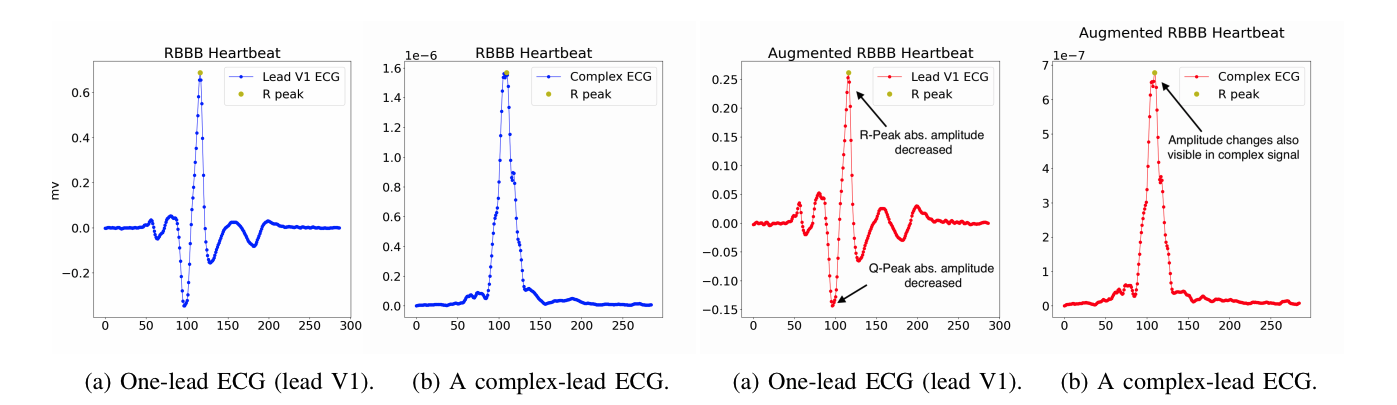 RBBB Heartbeat
Lead V1 ECG
R peak
mv
0.6
0.4
0.2
0.0
−0.2
0 50 100 150 200 250 300
RBBB Heartbeat
1e−6
Complex ECG
R peak
1.6
1.4
1.2
1.0
0.8
0.6
0.4
0.2
0.0
0 50 100 150 200 250
Augmented RBBB Heartbeat
Lead V1 ECG
R peak
0.25
0.20
0.15
0.10
0.05
0.00
−0.05
−0.10
−0.15
R-Peak abs. amplitude
decreased
Q-Peak abs. amplitude
decreased
0 50 100 150 200 250 300
Augmented RBBB Heartbeat
1e−7
Complex ECG
R peak
7
6
5
4
3
2
1
0
Amplitude changes also
visible in complex signal
0 50 100 150 200 250
(a) One-lead ECG (lead V1).
(b) A complex-lead ECG.
(a) One-lead ECG (lead V1).
(b) A complex-lead ECG.